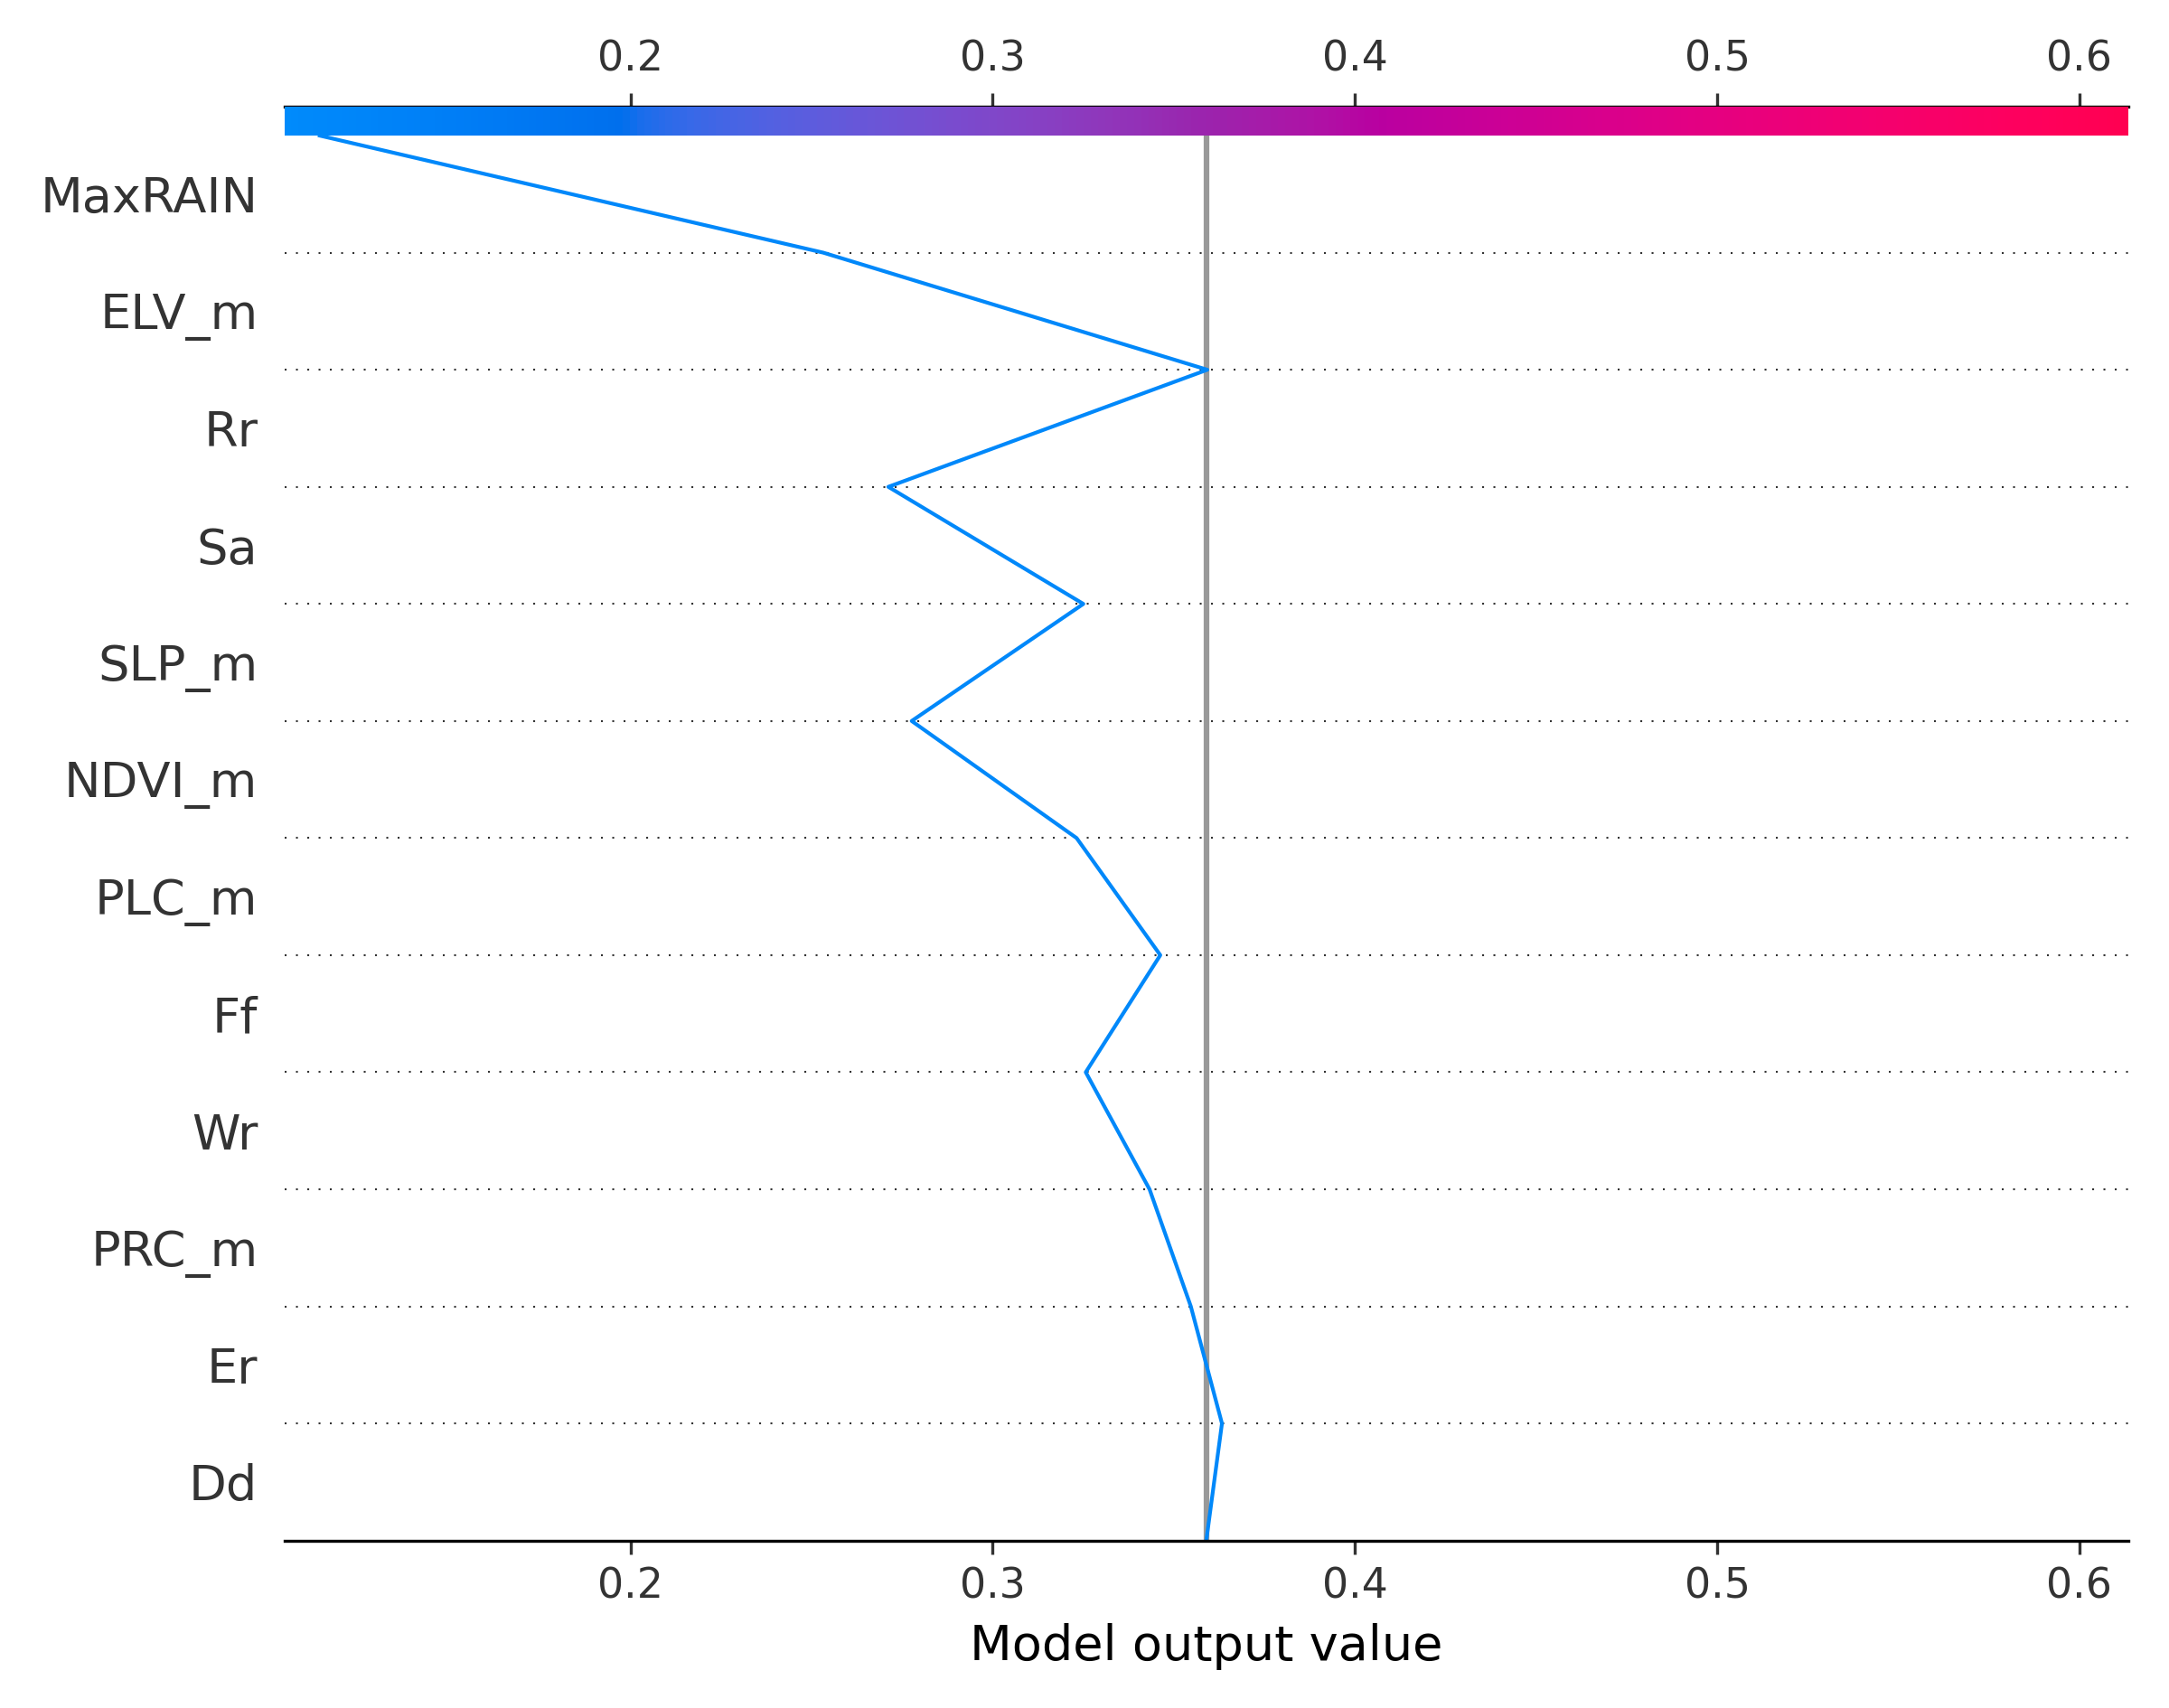 0.2 0.3 0.4 0.5 0.6
MaxRAIN
ELV_m
Rr
Sa
SLP_m
NDVI_m
PLC_m
Ff
Wr
PRC_m
Er
Dd
0.2 0.3 0.4 0.5 0.6
Model output value